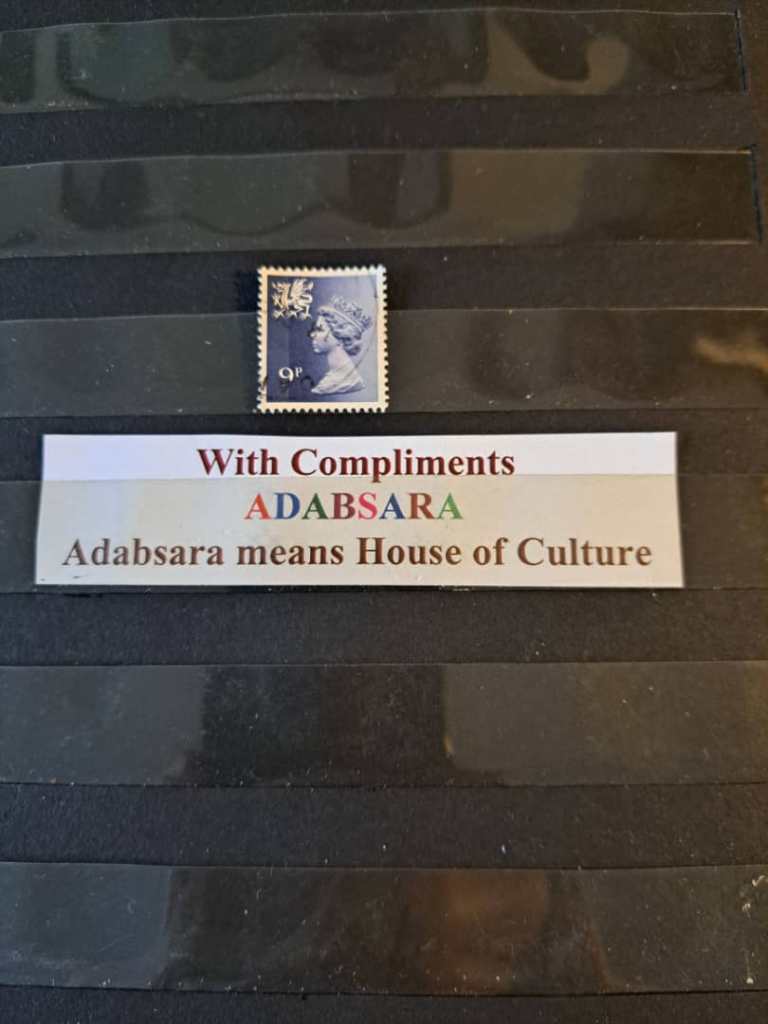 9P
With Compliments
ADABSARA
Adabsara means House of Culture